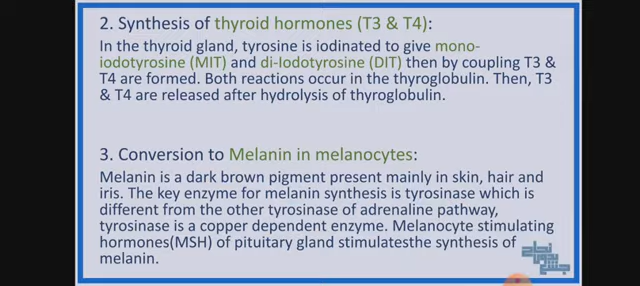 2. Synthesis of thyroid hormones (T3 & T4):
In the thyroid gland, tyrosine is iodinated to give mono-
iodotyrosine (MIT) and di-Iodotyrosine (DIT) then by coupling T3 &
T4 are formed. Both reactions occur in the thyroglobulin. Then, T3
& T4 are released after hydrolysis of thyroglobulin.
3. Conversion to Melanin in melanocytes:
Melanin is a dark brown pigment present mainly in skin, hair and
iris. The key enzyme for melanin synthesis is tyrosinase which is
different from the other tyrosinase of adrenaline pathway,
tyrosinase is a copper dependent enzyme. Melanocyte stimulating
hormones(MSH) of pituitary gland stimulatesthe synthesis of
melanin.